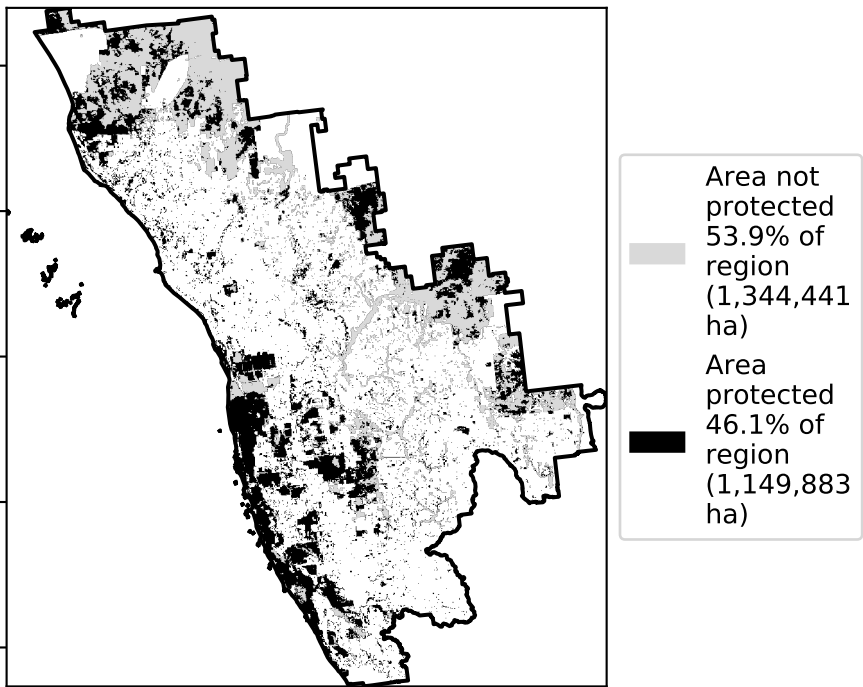 Area not
protected
53.9% of
region
(1,344,441
ha)
Area
protected
46.1% of
region
(1,149,883
ha)